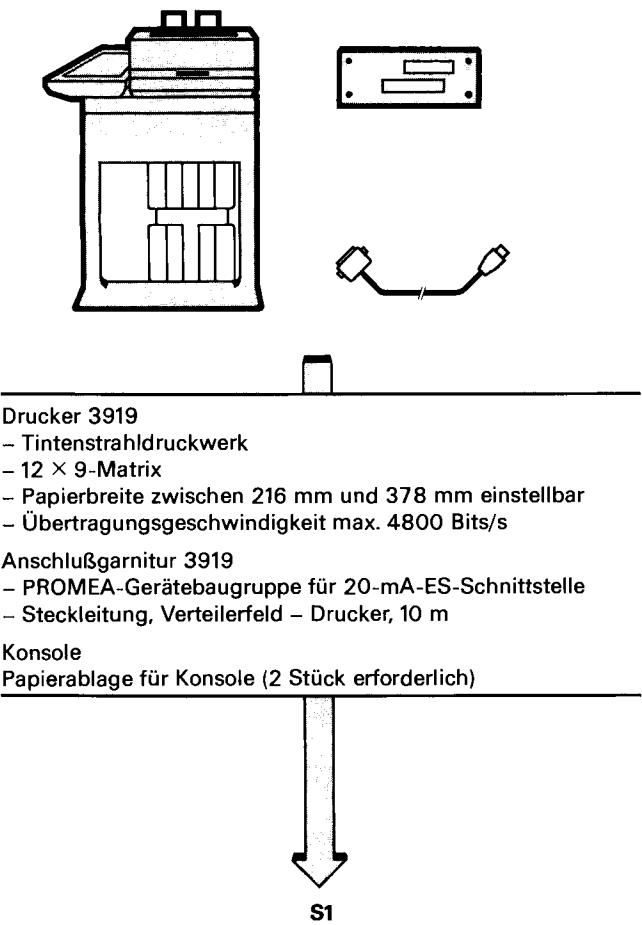 Drucker 3919
– Tintenstrahldruckwerk
– 12 × 9-Matrix
– Papierbreite zwischen 216 mm und 378 mm einstellbar
– Übertragungsgeschwindigkeit max. 4800 Bits/s
Anschlußgarnitur 3919
– PROMEA-Gerätebaugruppe für 20-mA-ES-Schnittstelle
– Steckleitung, Verteilerfeld – Drucker, 10 m
Konsole
Papierablage für Konsole (2 Stück erforderlich)
S1